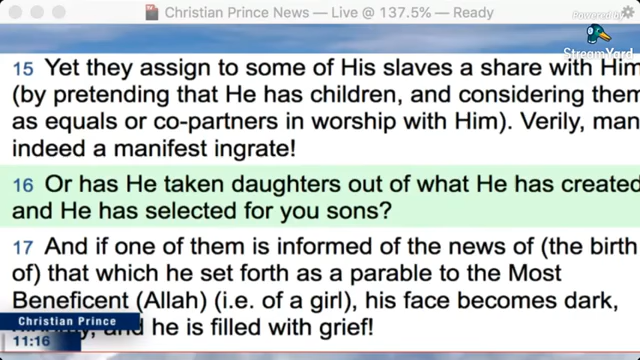 Christian Prince News — Live @ 137.5% — Ready
Powered by
StreamYard
15 Yet they assign to some of His slaves a share with Him
(by pretending that He has children, and considering them
as equals or co-partners in worship with Him). Verily, man
indeed a manifest ingrate!
16 Or has He taken daughters out of what He has created
and He has selected for you sons?
17 And if one of them is informed of the news of (the birth
of) that which he set forth as a parable to the Most
Beneficent (Allah) (i.e. of a girl), his face becomes dark,
and he is filled with grief!
Christian Prince
11:16